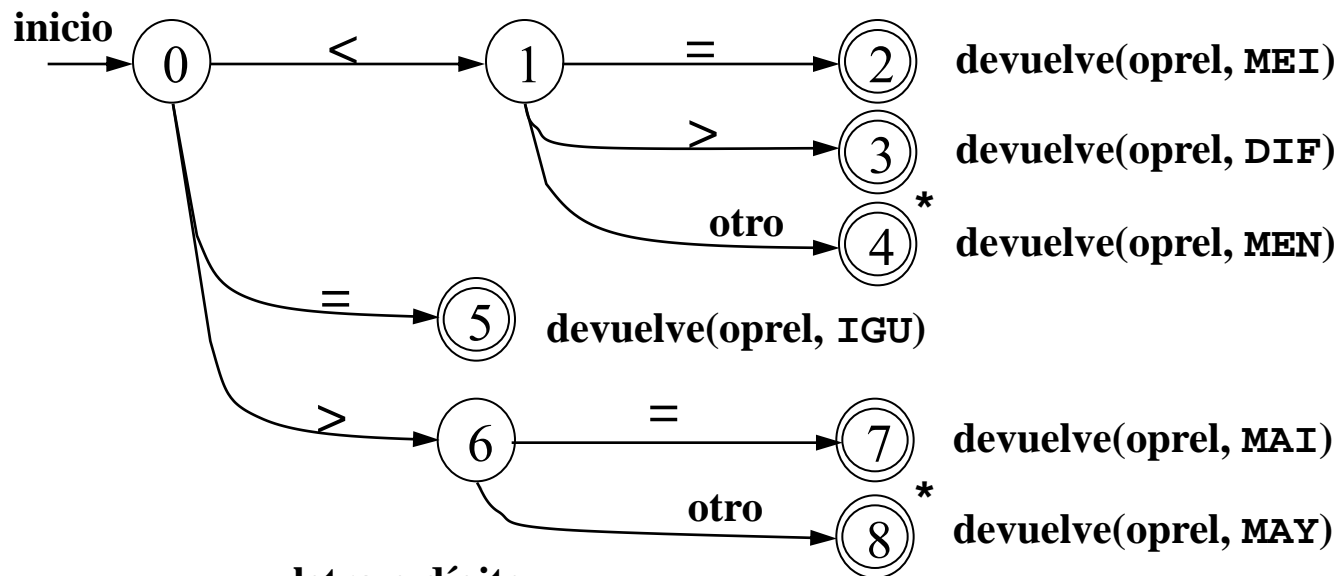 inicio
0 < 1 = 2 devuelve(oprel, MEI)
> 3 devuelve(oprel, DIF)
otro 4 * devuelve(oprel, MEN)
= 5 devuelve(oprel, IGU)
> 6 = 7 devuelve(oprel, MAI)
otro 8 * devuelve(oprel, MAY)